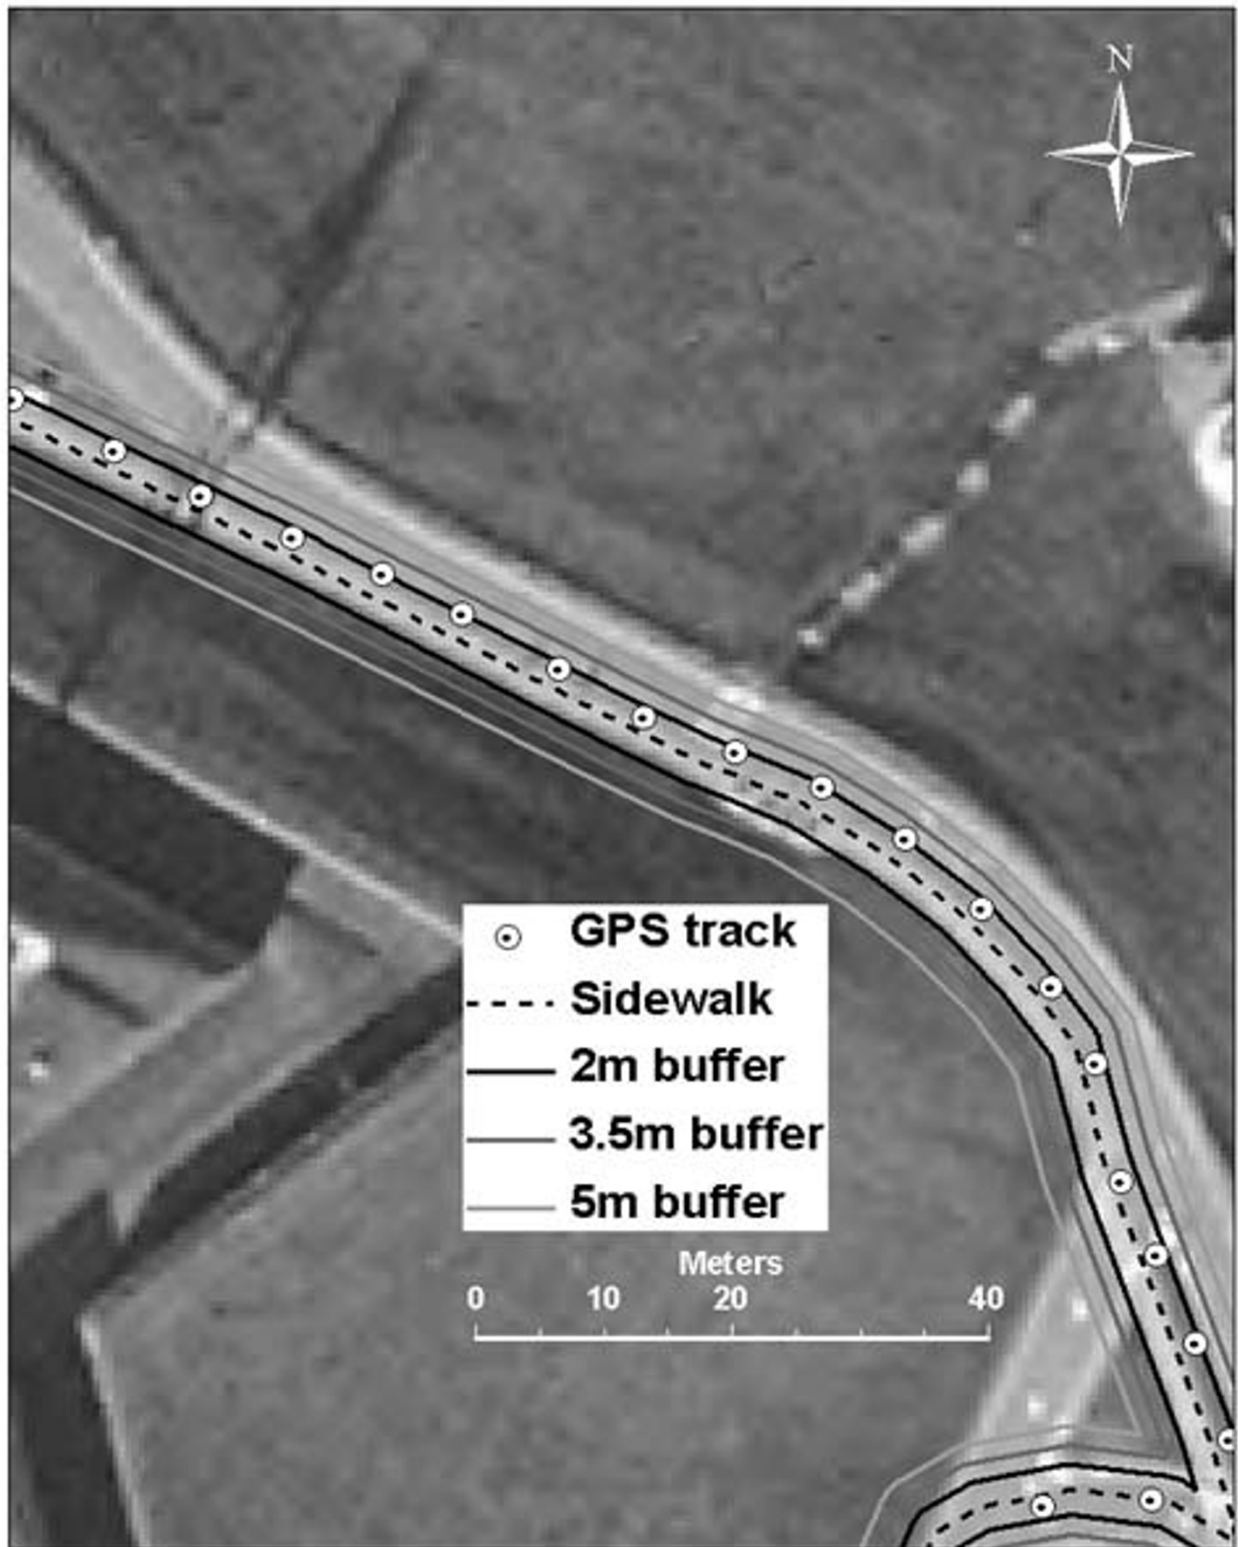 N
GPS track
Sidewalk
2m buffer
3.5m buffer
5m buffer
Meters
0 10 20 40